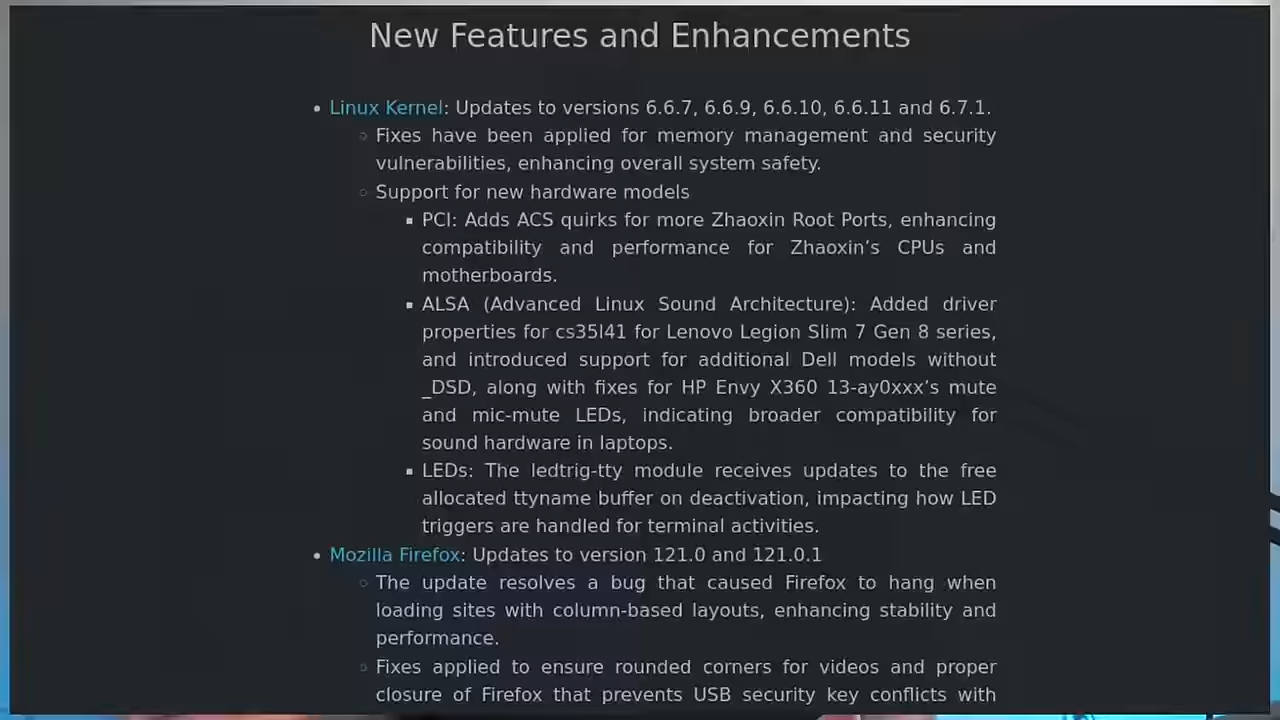 New Features and Enhancements
• Linux Kernel: Updates to versions 6.6.7, 6.6.9, 6.6.10, 6.6.11 and 6.7.1.
◦ Fixes have been applied for memory management and security
vulnerabilities, enhancing overall system safety.
◦ Support for new hardware models
▪ PCI: Adds ACS quirks for more Zhaoxin Root Ports, enhancing
compatibility and performance for Zhaoxin’s CPUs and
motherboards.
▪ ALSA (Advanced Linux Sound Architecture): Added driver
properties for cs35l41 for Lenovo Legion Slim 7 Gen 8 series,
and introduced support for additional Dell models without
_DSD, along with fixes for HP Envy X360 13-ay0xxx’s mute
and mic-mute LEDs, indicating broader compatibility for
sound hardware in laptops.
▪ LEDs: The ledtrig-tty module receives updates to the free
allocated ttyname buffer on deactivation, impacting how LED
triggers are handled for terminal activities.
• Mozilla Firefox: Updates to version 121.0 and 121.0.1
◦ The update resolves a bug that caused Firefox to hang when
loading sites with column-based layouts, enhancing stability and
performance.
◦ Fixes applied to ensure rounded corners for videos and proper
closure of Firefox that prevents USB security key conflicts with